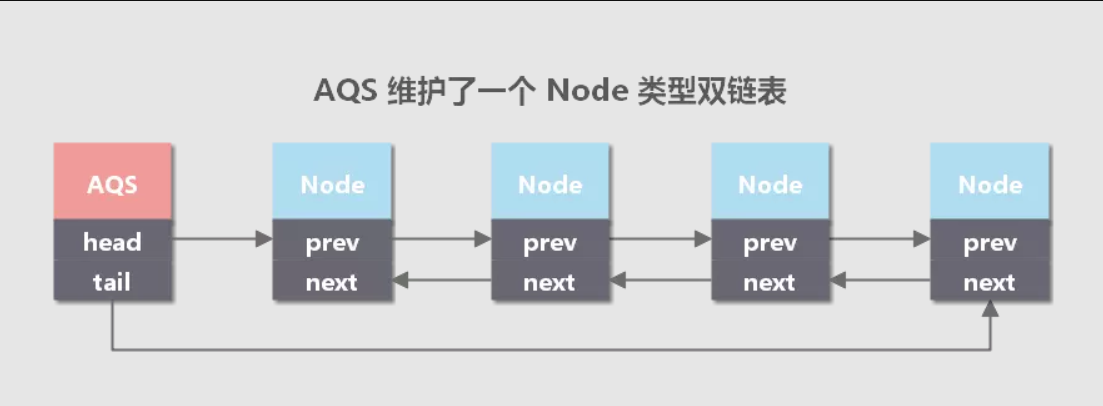 AQS 维护了一个 Node 类型双链表
AQS Node Node Node Node
head prev prev prev prev
tail next next next next